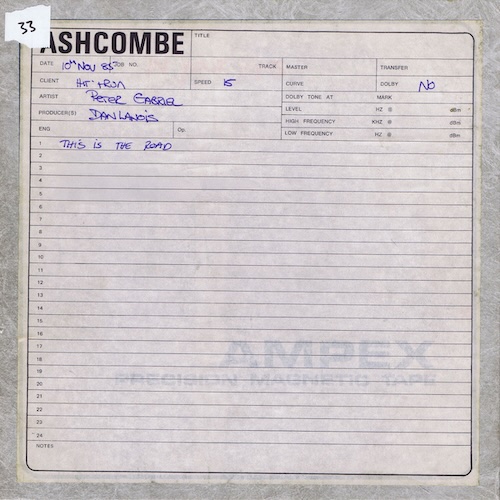 33
ASHCOMBE
TITLE
DATE 10th Nov 85 JOB NO. TRACK MASTER TRANSFER
CLIENT HIT + RUN SPEED 15 CURVE DOLBY NO
ARTIST PETER GABRIEL DOLBY TONE AT MARK
PRODUCER(S) DAN LANOIS LEVEL HZ @ dBm
HIGH FREQUENCY KHZ @ dBm
ENG Op: LOW FREQUENCY HZ @ dBm
1 THIS IS THE ROAD
2
3
4
5
6
7
8
9
10
11
12
13
14
15
16
17
18
19
20
21
22
23
24
NOTES
AMPEX
PRECISION MAGNETIC TAPE